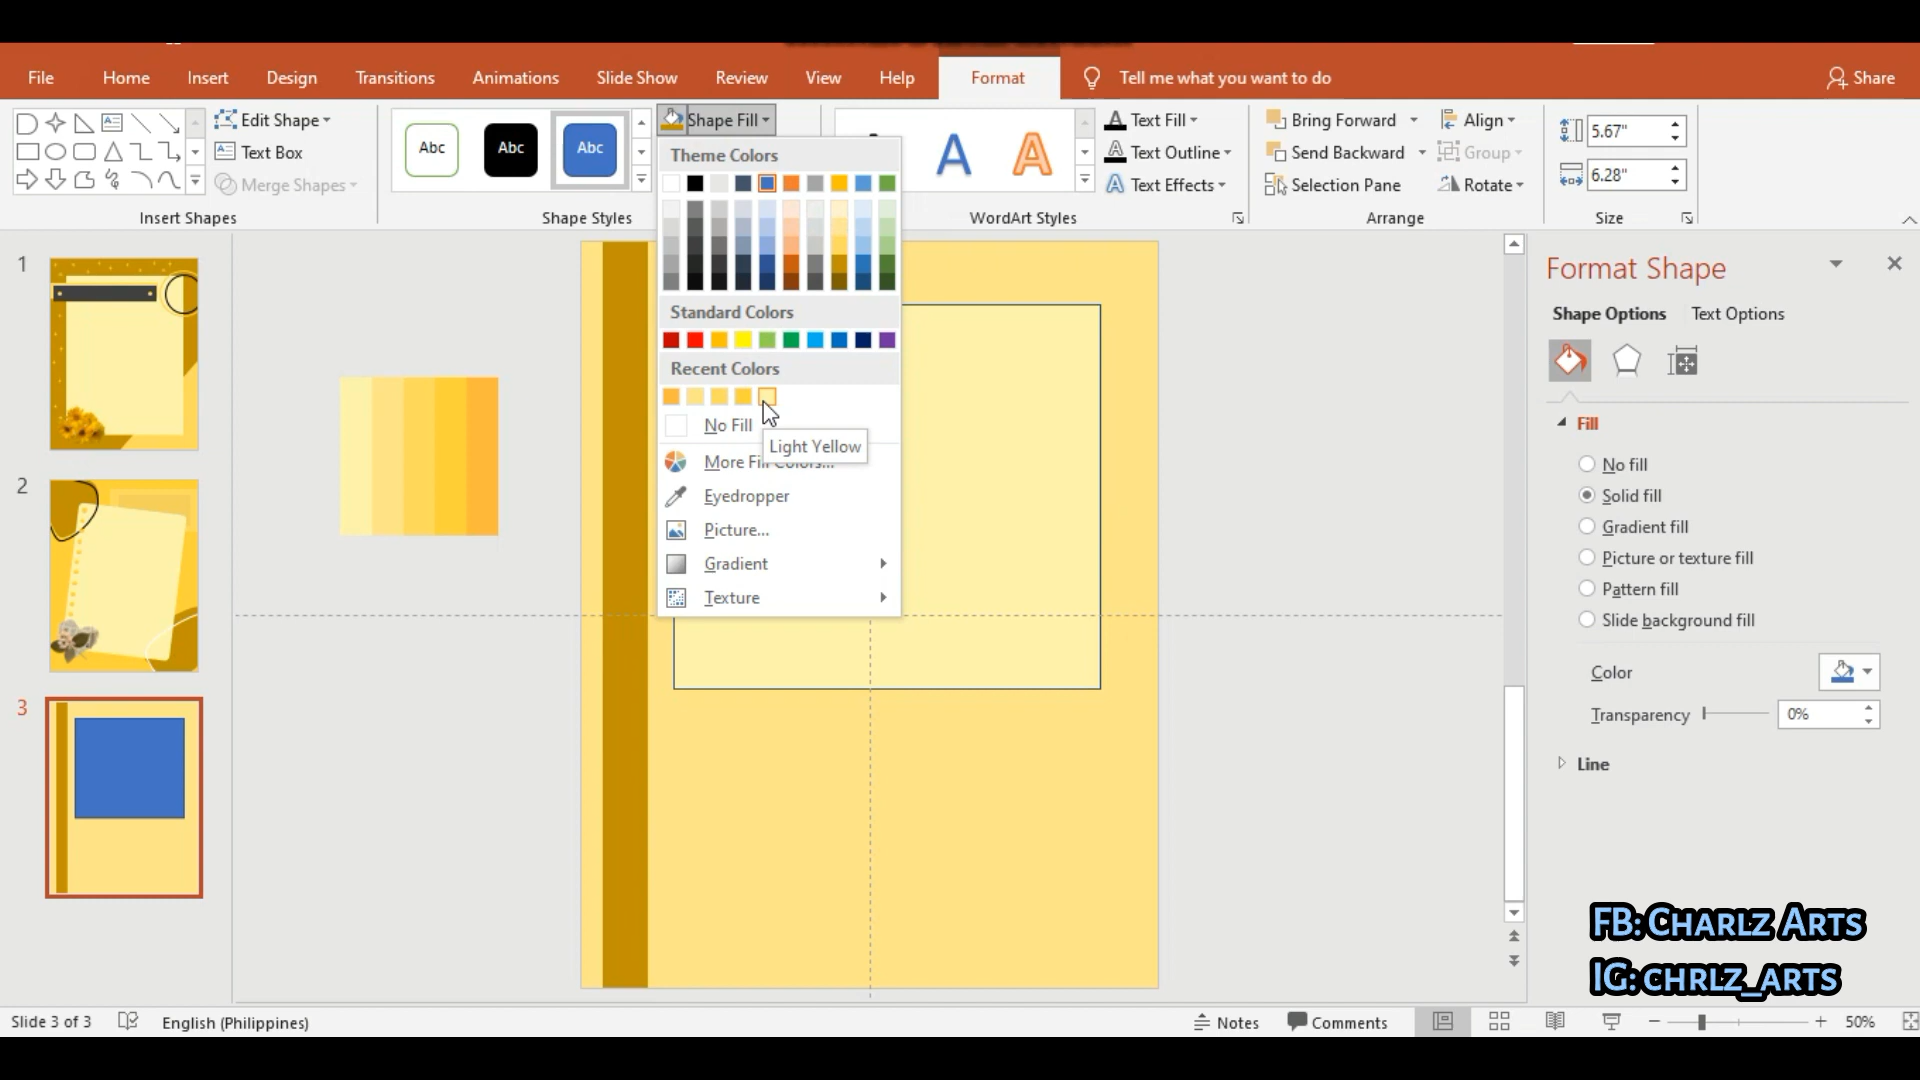 File Home Insert Design Transitions Animations Slide Show Review View Help Format Tell me what you want to do Share
Edit Shape
Text Box
Merge Shapes
Insert Shapes
Abc Abc Abc
Shape Styles
Shape Fill
Theme Colors
Standard Colors
Recent Colors
No Fill
Light Yellow
More Fill Colors...
Eyedropper
Picture...
Gradient
Texture
A A
WordArt Styles
Text Fill
Text Outline
Text Effects
Bring Forward
Send Backward
Selection Pane
Align
Group
Rotate
Arrange
5.67"
6.28"
Size
1
2
3
Format Shape
Shape Options Text Options
Fill
No fill
Solid fill
Gradient fill
Picture or texture fill
Pattern fill
Slide background fill
Color
Transparency 0%
Line
FB: Charlz Arts
IG: chrlz_arts
Slide 3 of 3 English (Philippines) Notes Comments 50%